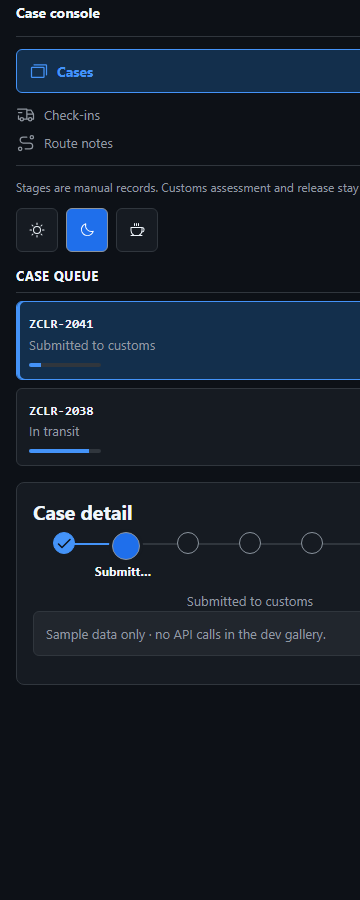 Case console
Cases
Check-ins
Route notes
Stages are manual records. Customs assessment and release stay
CASE QUEUE
ZCLR-2041
Submitted to customs
ZCLR-2038
In transit
Case detail
Submitt...
Submitted to customs
Sample data only · no API calls in the dev gallery.